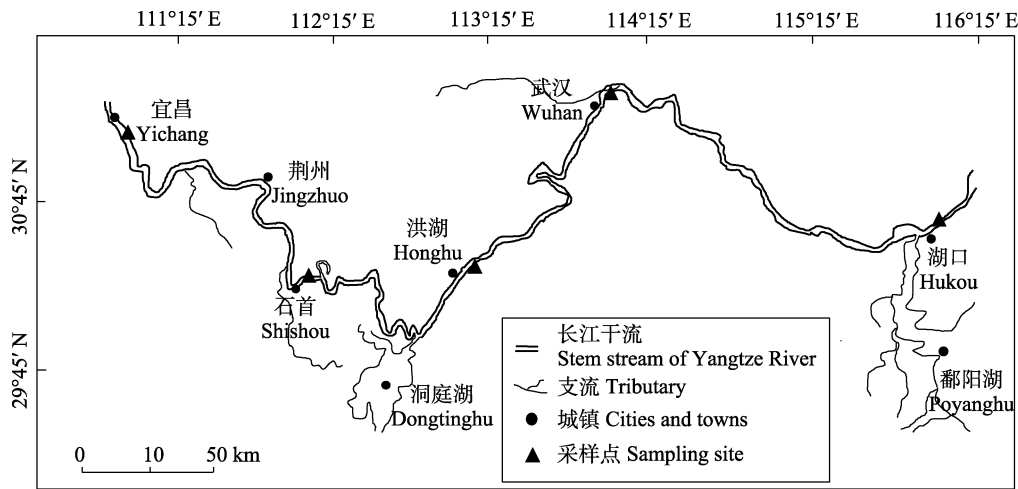 111°15′ E
112°15′ E
113°15′ E
114°15′ E
115°15′ E
116°15′ E
30°45′ N
29°45′ N
宜昌
Yichang
荆州
Jingzhuo
石首
Shishou
洪湖
Honghu
洞庭湖
Dongtinghu
武汉
Wuhan
湖口
Hukou
鄱阳湖
Poyanghu
长江干流
Stem stream of Yangtze River
支流 Tributary
城镇 Cities and towns
采样点 Sampling site
0 10 50 km